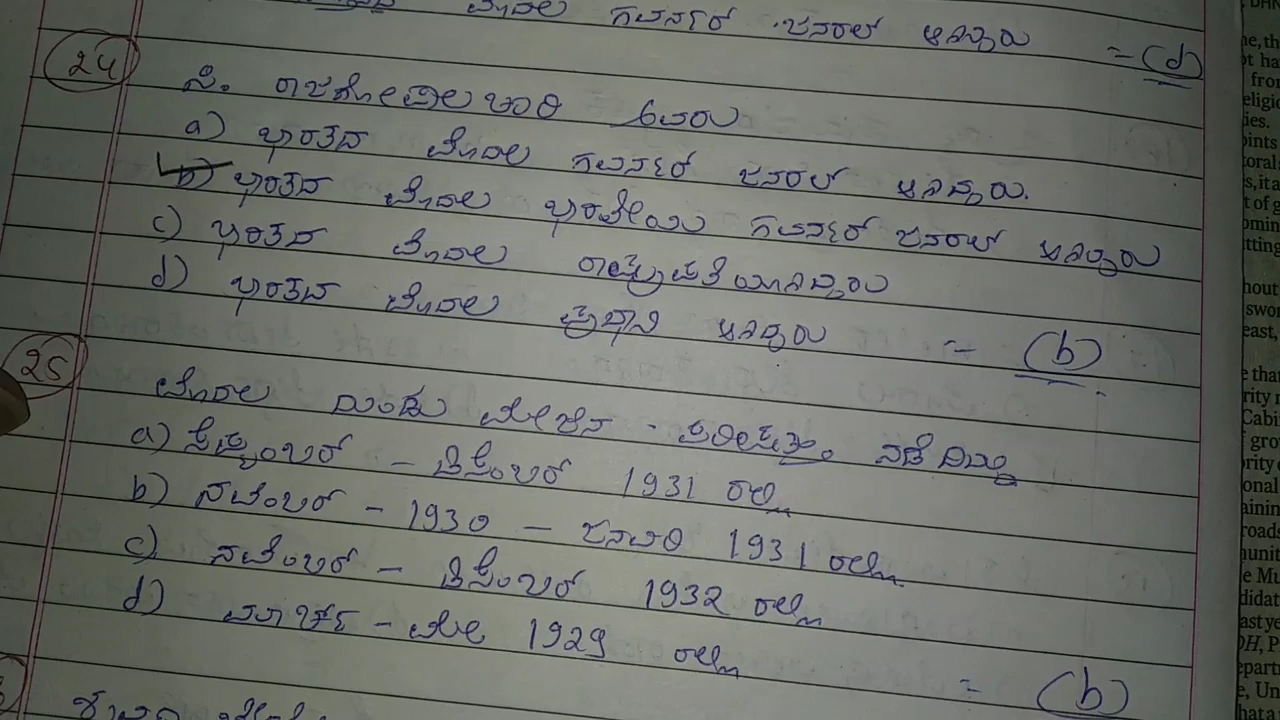 ಮೊದಲ ಗವರ್ನರ್ ಜನರಲ್ ಆಗಿದ್ದರು = (d)
24 ಸಿ. ರಾಜಗೋಪಾಲಚಾರಿ ಅವರು
a) ಭಾರತದ ಮೊದಲ ಗವರ್ನರ್ ಜನರಲ್ ಆಗಿದ್ದರು.
b) ಭಾರತದ ಮೊದಲ ಭಾರತೀಯ ಗವರ್ನರ್ ಜನರಲ್ ಆಗಿದ್ದರು
c) ಭಾರತದ ಮೊದಲ ರಾಷ್ಟ್ರಪತಿಯಾಗಿದ್ದರು
d) ಭಾರತದ ಮೊದಲ ಪ್ರಧಾನಿ ಆಗಿದ್ದರು = (b)
25 ಮೊದಲ ದುಂಡು ಮೇಜಿನ - ಪರಿಷತ್ತು ನಡೆದಿದ್ದು
a) ಸೆಪ್ಟೆಂಬರ್ - ಡಿಸೆಂಬರ್ 1931 ರಲ್ಲಿ
b) ನವೆಂಬರ್ - 1930 - ಜನವರಿ 1931 ರಲ್ಲಿ
c) ನವೆಂಬರ್ - ಡಿಸೆಂಬರ್ 1932 ರಲ್ಲಿ
d) ಮಾರ್ಚ್ - ಮೇ 1929 ರಲ್ಲಿ
= (b)